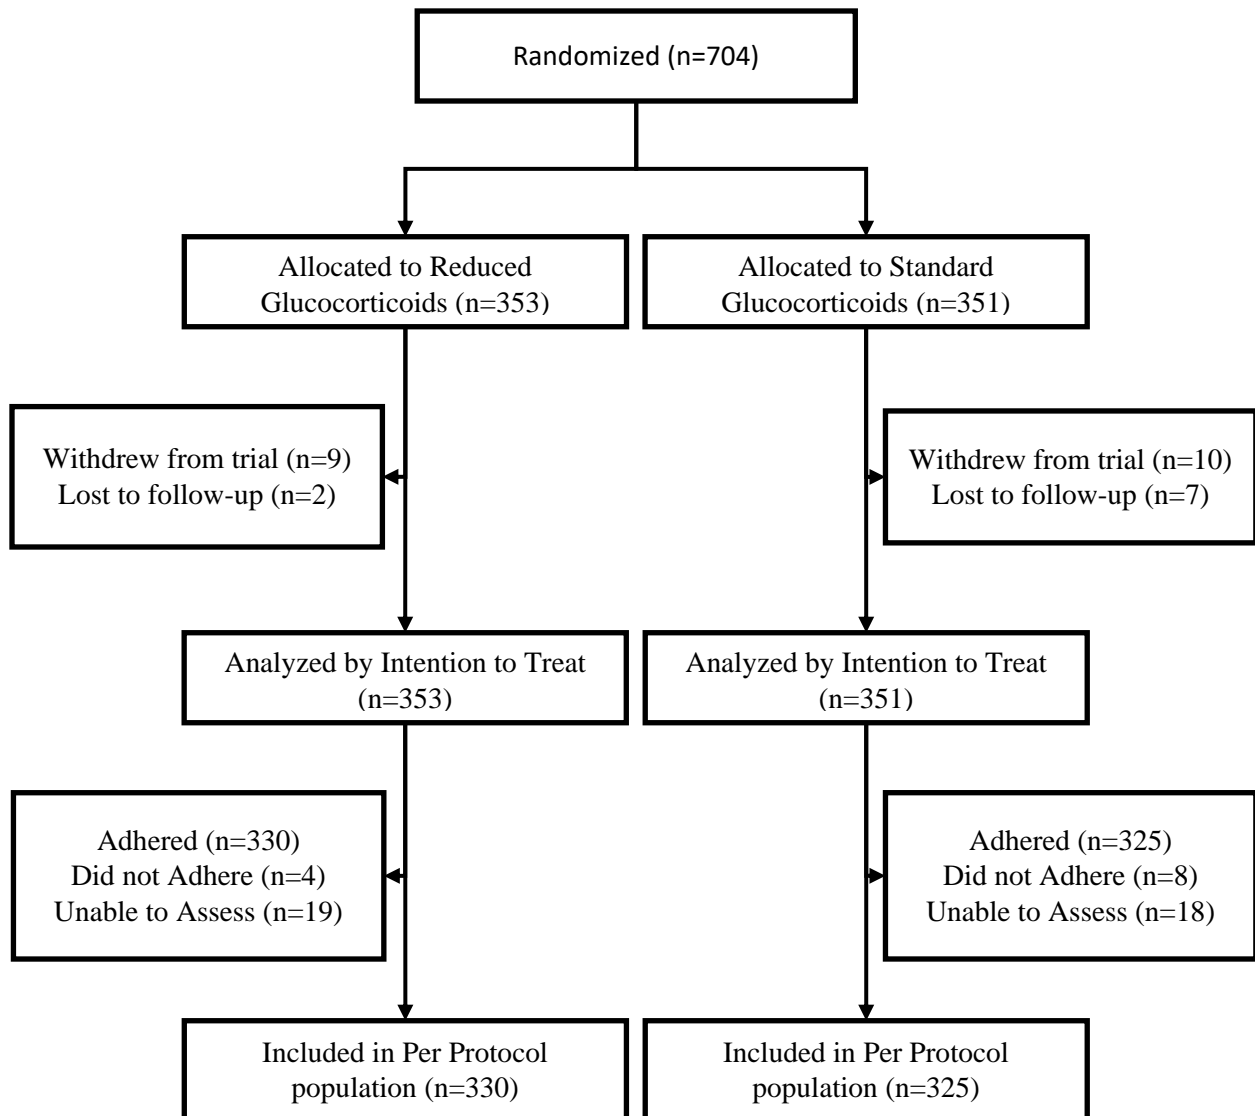 Randomized (n=704)
Allocated to Reduced
Glucocorticoids (n=353)
Allocated to Standard
Glucocorticoids (n=351)
Withdrew from trial (n=9)
Lost to follow-up (n=2)
Withdrew from trial (n=10)
Lost to follow-up (n=7)
Analyzed by Intention to Treat
(n=353)
Analyzed by Intention to Treat
(n=351)
Adhered (n=330)
Did not Adhere (n=4)
Unable to Assess (n=19)
Adhered (n=325)
Did not Adhere (n=8)
Unable to Assess (n=18)
Included in Per Protocol
population (n=330)
Included in Per Protocol
population (n=325)